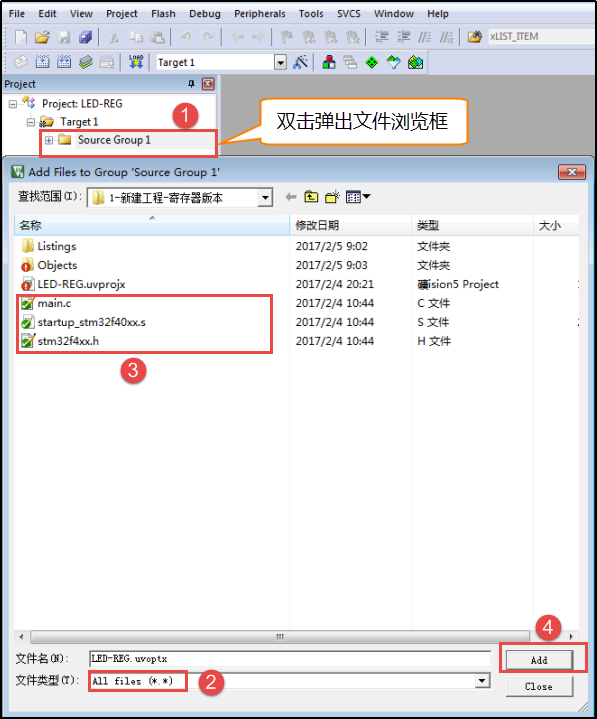 File Edit View Project Flash Debug Peripherals Tools SVCS Window Help
xLIST_ITEM
LOAD Target 1
Project
Project: LED-REG
Target 1
Source Group 1
1
双击弹出文件浏览框
Add Files to Group 'Source Group 1'
查找范围(I): 1-新建工程-寄存器版本
名称 修改日期 类型 大小
Listings 2017/2/5 9:02 文件夹
Objects 2017/2/5 9:03 文件夹
LED-REG.uvprojx 2017/2/4 20:21 礦ision5 Project
main.c 2017/2/4 10:44 C 文件
startup_stm32f40xx.s 2017/2/4 10:44 S 文件
stm32f4xx.h 2017/2/4 10:44 H 文件
3
4
文件名(N): LED-REG.uvoptx Add
文件类型(T): All files (*.*) 2 Close